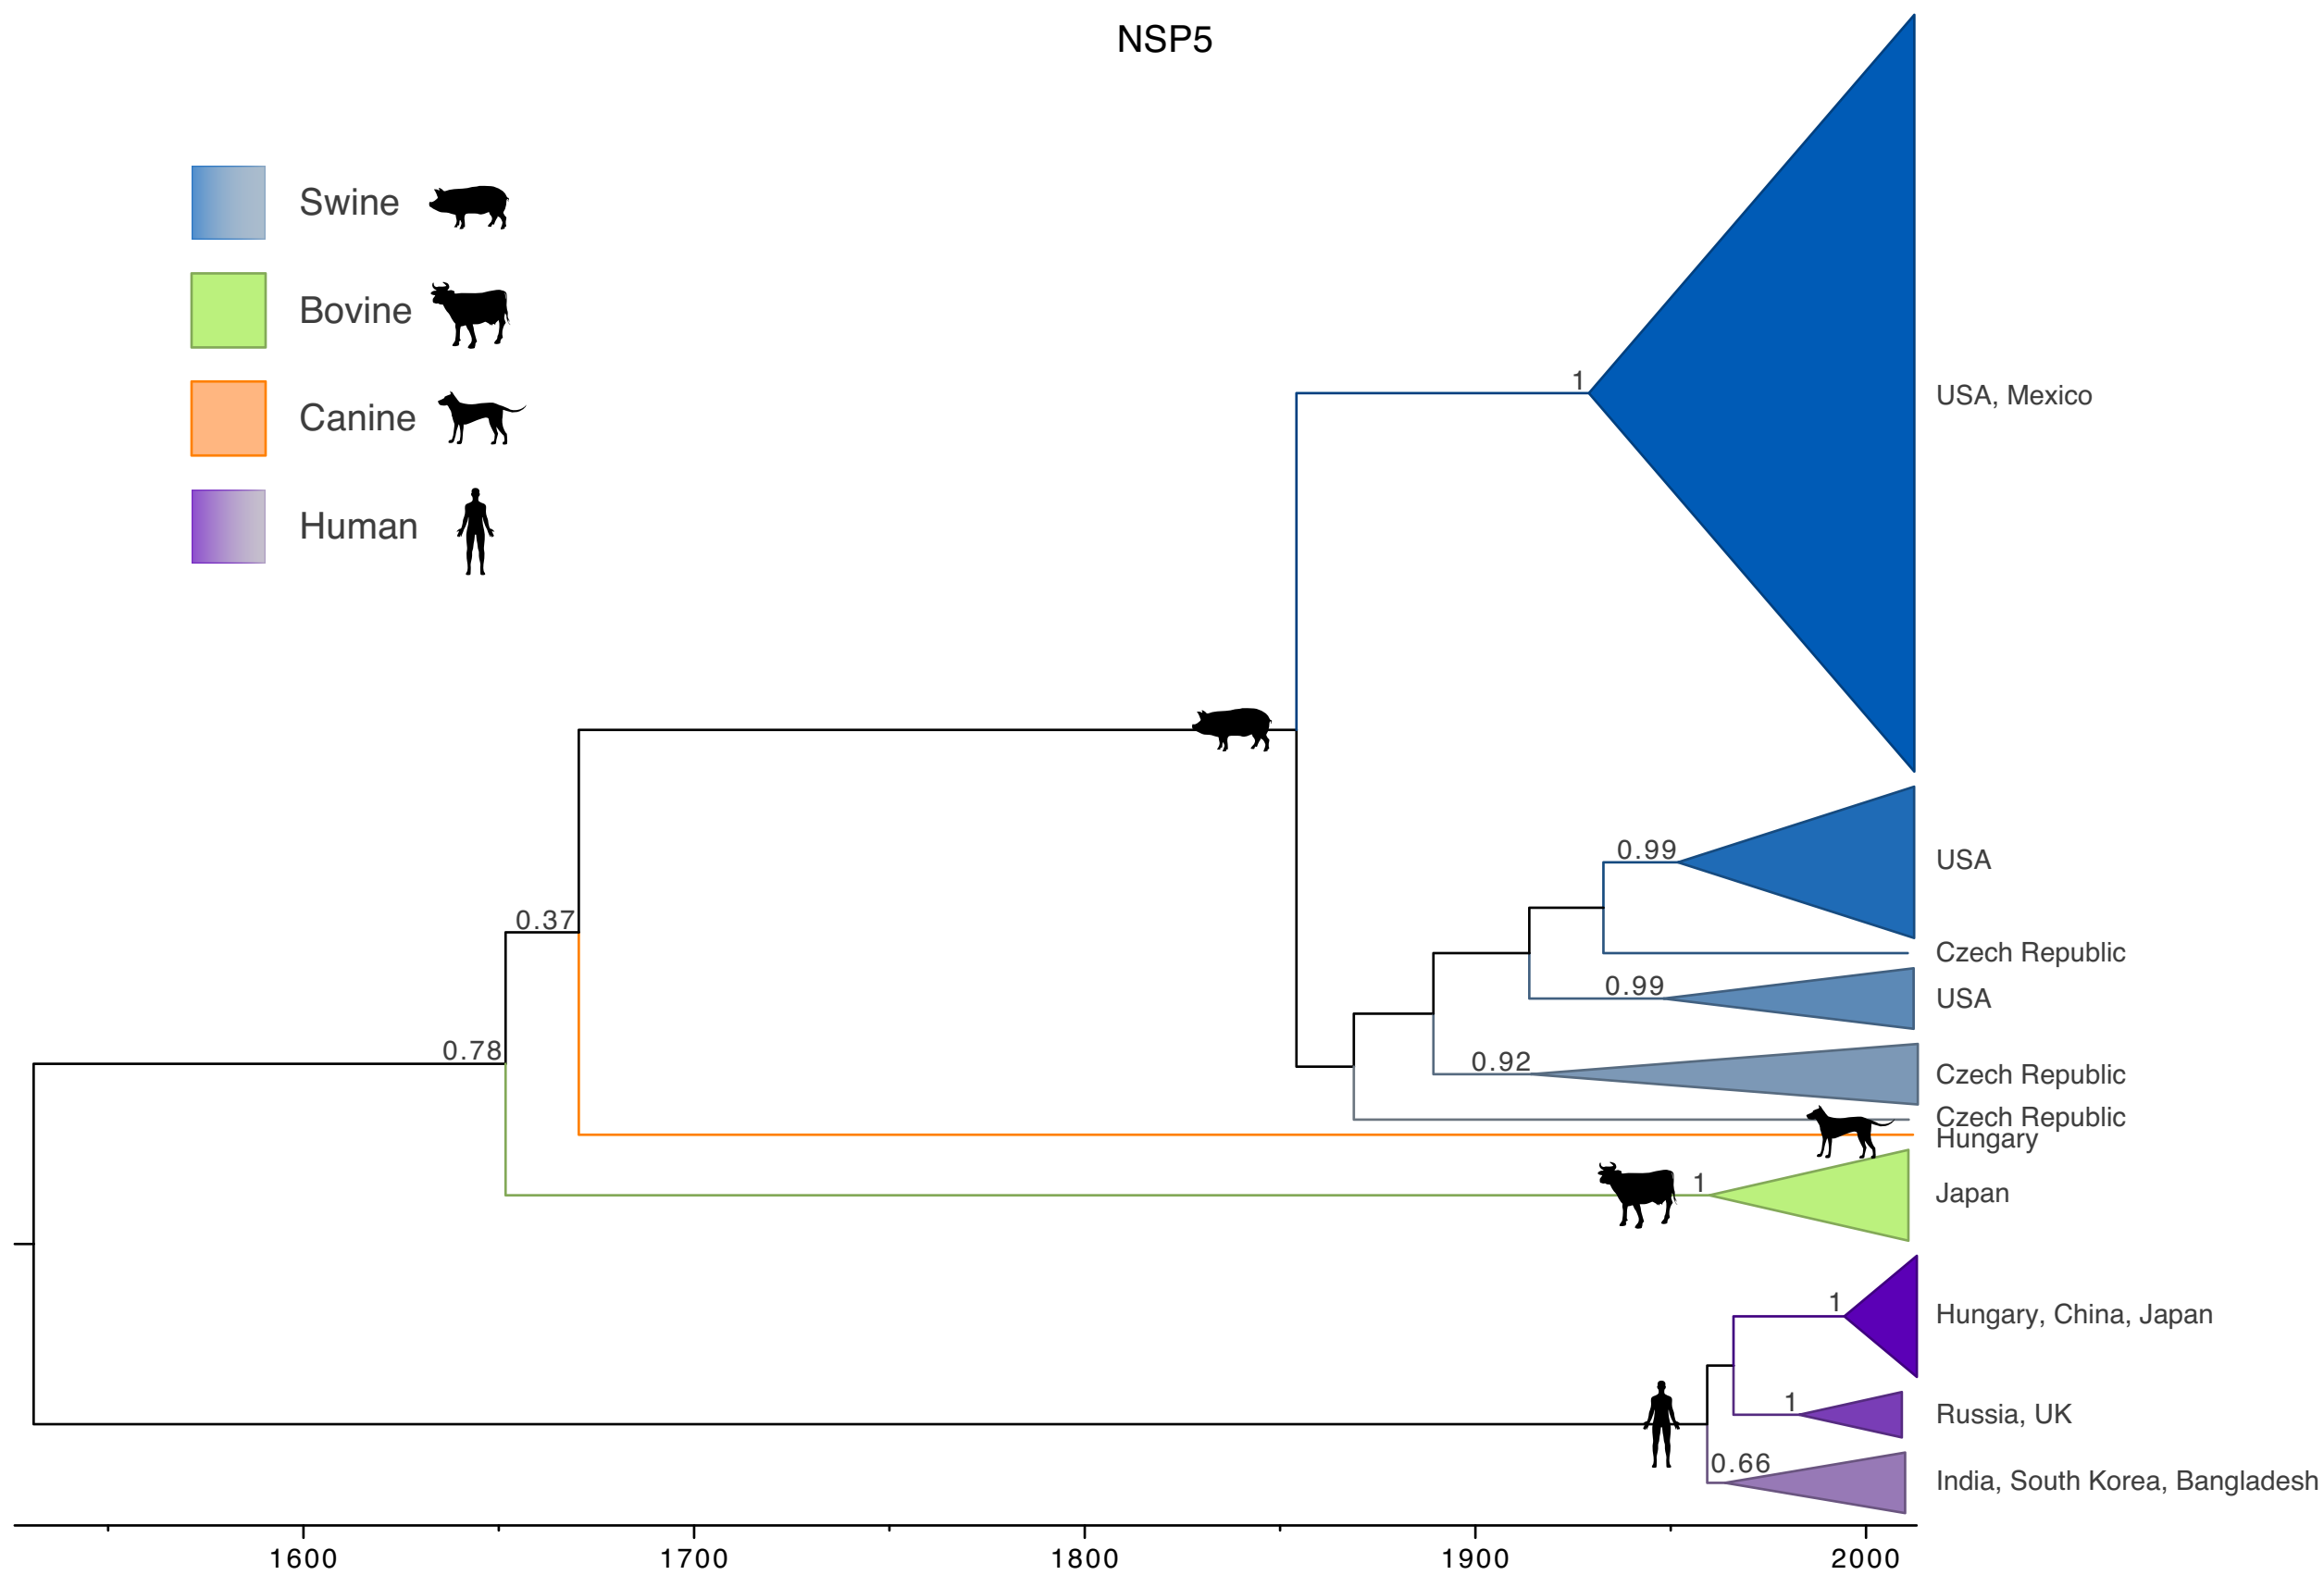 NSP5
Swine
Bovine
Canine
Human
1
USA, Mexico
0.99
USA
0.37
Czech Republic
0.99
USA
0.78
0.92
Czech Republic
Czech Republic
Hungary
1
Japan
1
Hungary, China, Japan
1
Russia, UK
0.66
India, South Korea, Bangladesh
1600
1700
1800
1900
2000